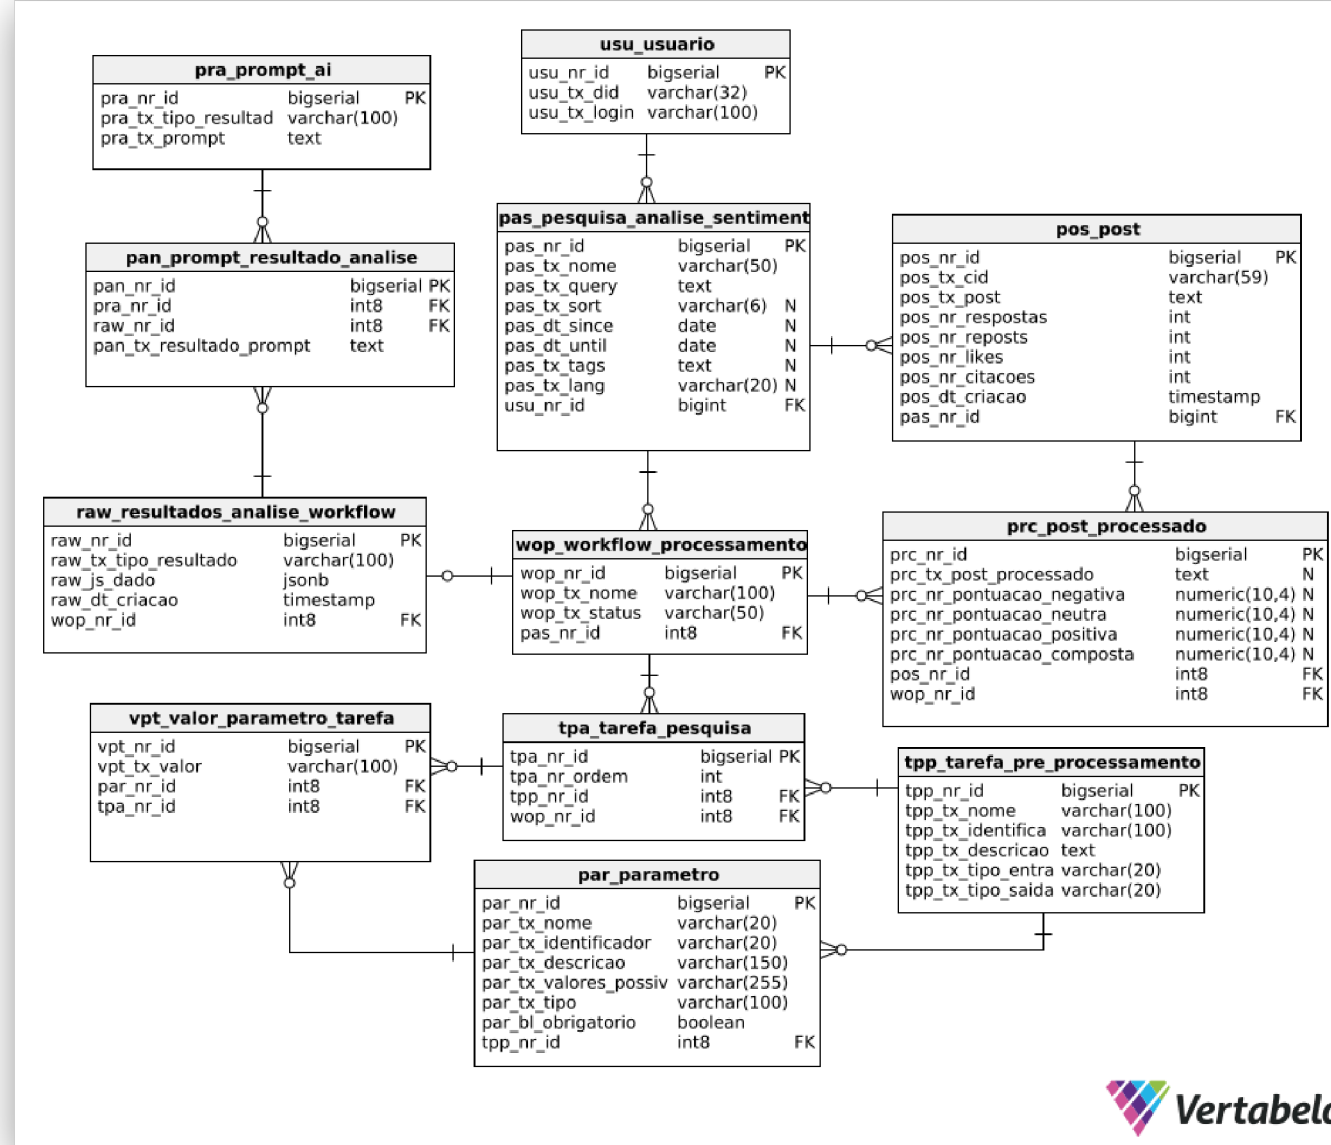 pra_prompt_ai
pra_nr_id bigserial PK
pra_tx_tipo_resultad varchar(100)
pra_tx_prompt text
usu_usuario
usu_nr_id bigserial PK
usu_tx_did varchar(32)
usu_tx_login varchar(100)
pan_prompt_resultado_analise
pan_nr_id bigserial PK
pra_nr_id int8 FK
raw_nr_id int8 FK
pan_tx_resultado_prompt text
pas_pesquisa_analise_sentiment
pas_nr_id bigserial PK
pas_tx_nome varchar(50)
pas_tx_query text
pas_tx_sort varchar(6) N
pas_dt_since date N
pas_dt_until date N
pas_tx_tags text N
pas_tx_lang varchar(20) N
usu_nr_id bigint FK
pos_post
pos_nr_id bigserial PK
pos_tx_cid varchar(59)
pos_tx_post text
pos_nr_respostas int
pos_nr_reposts int
pos_nr_likes int
pos_nr_citacoes int
pos_dt_criacao timestamp
pas_nr_id bigint FK
raw_resultados_analise_workflow
raw_nr_id bigserial PK
raw_tx_tipo_resultado varchar(100)
raw_js_dado jsonb
raw_dt_criacao timestamp
wop_nr_id int8 FK
wop_workflow_processamento
wop_nr_id bigserial PK
wop_tx_nome varchar(100)
wop_tx_status varchar(50)
pas_nr_id int8 FK
prc_post_processado
prc_nr_id bigserial PK
prc_tx_post_processado text N
prc_nr_pontuacao_negativa numeric(10,4) N
prc_nr_pontuacao_neutra numeric(10,4) N
prc_nr_pontuacao_positiva numeric(10,4) N
prc_nr_pontuacao_composta numeric(10,4) N
pos_nr_id int8 FK
wop_nr_id int8 FK
vpt_valor_parametro_tarefa
vpt_nr_id bigserial PK
vpt_tx_valor varchar(100)
par_nr_id int8 FK
tpa_nr_id int8 FK
tpa_tarefa_pesquisa
tpa_nr_id bigserial PK
tpa_nr_ordem int
tpp_nr_id int8 FK
wop_nr_id int8 FK
tpp_tarefa_pre_processamento
tpp_nr_id bigserial PK
tpp_tx_nome varchar(100)
tpp_tx_identifica varchar(100)
tpp_tx_descricao text
tpp_tx_tipo_entra varchar(20)
tpp_tx_tipo_saida varchar(20)
par_parametro
par_nr_id bigserial PK
par_tx_nome varchar(20)
par_tx_identificador varchar(20)
par_tx_descricao varchar(150)
par_tx_valores_possiv varchar(255)
par_tx_tipo varchar(100)
par_bl_obrigatorio boolean
tpp_nr_id int8 FK
Vertabelo